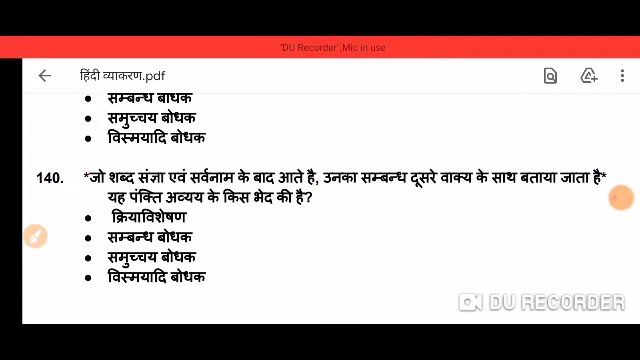 "DU Recorder",Mic in use
हिंदी व्याकरण.pdf
• सम्बन्ध बोधक
• समुच्चय बोधक
• विस्मयादि बोधक
140. *जो शब्द संज्ञा एवं सर्वनाम के बाद आते है, उनका सम्बन्ध दूसरे वाक्य के साथ बताया जाता है*
यह पंक्ति अव्यय के किस भेद की है?
• क्रियाविशेषण
• सम्बन्ध बोधक
• समुच्चय बोधक
• विस्मयादि बोधक
DU RECORDER